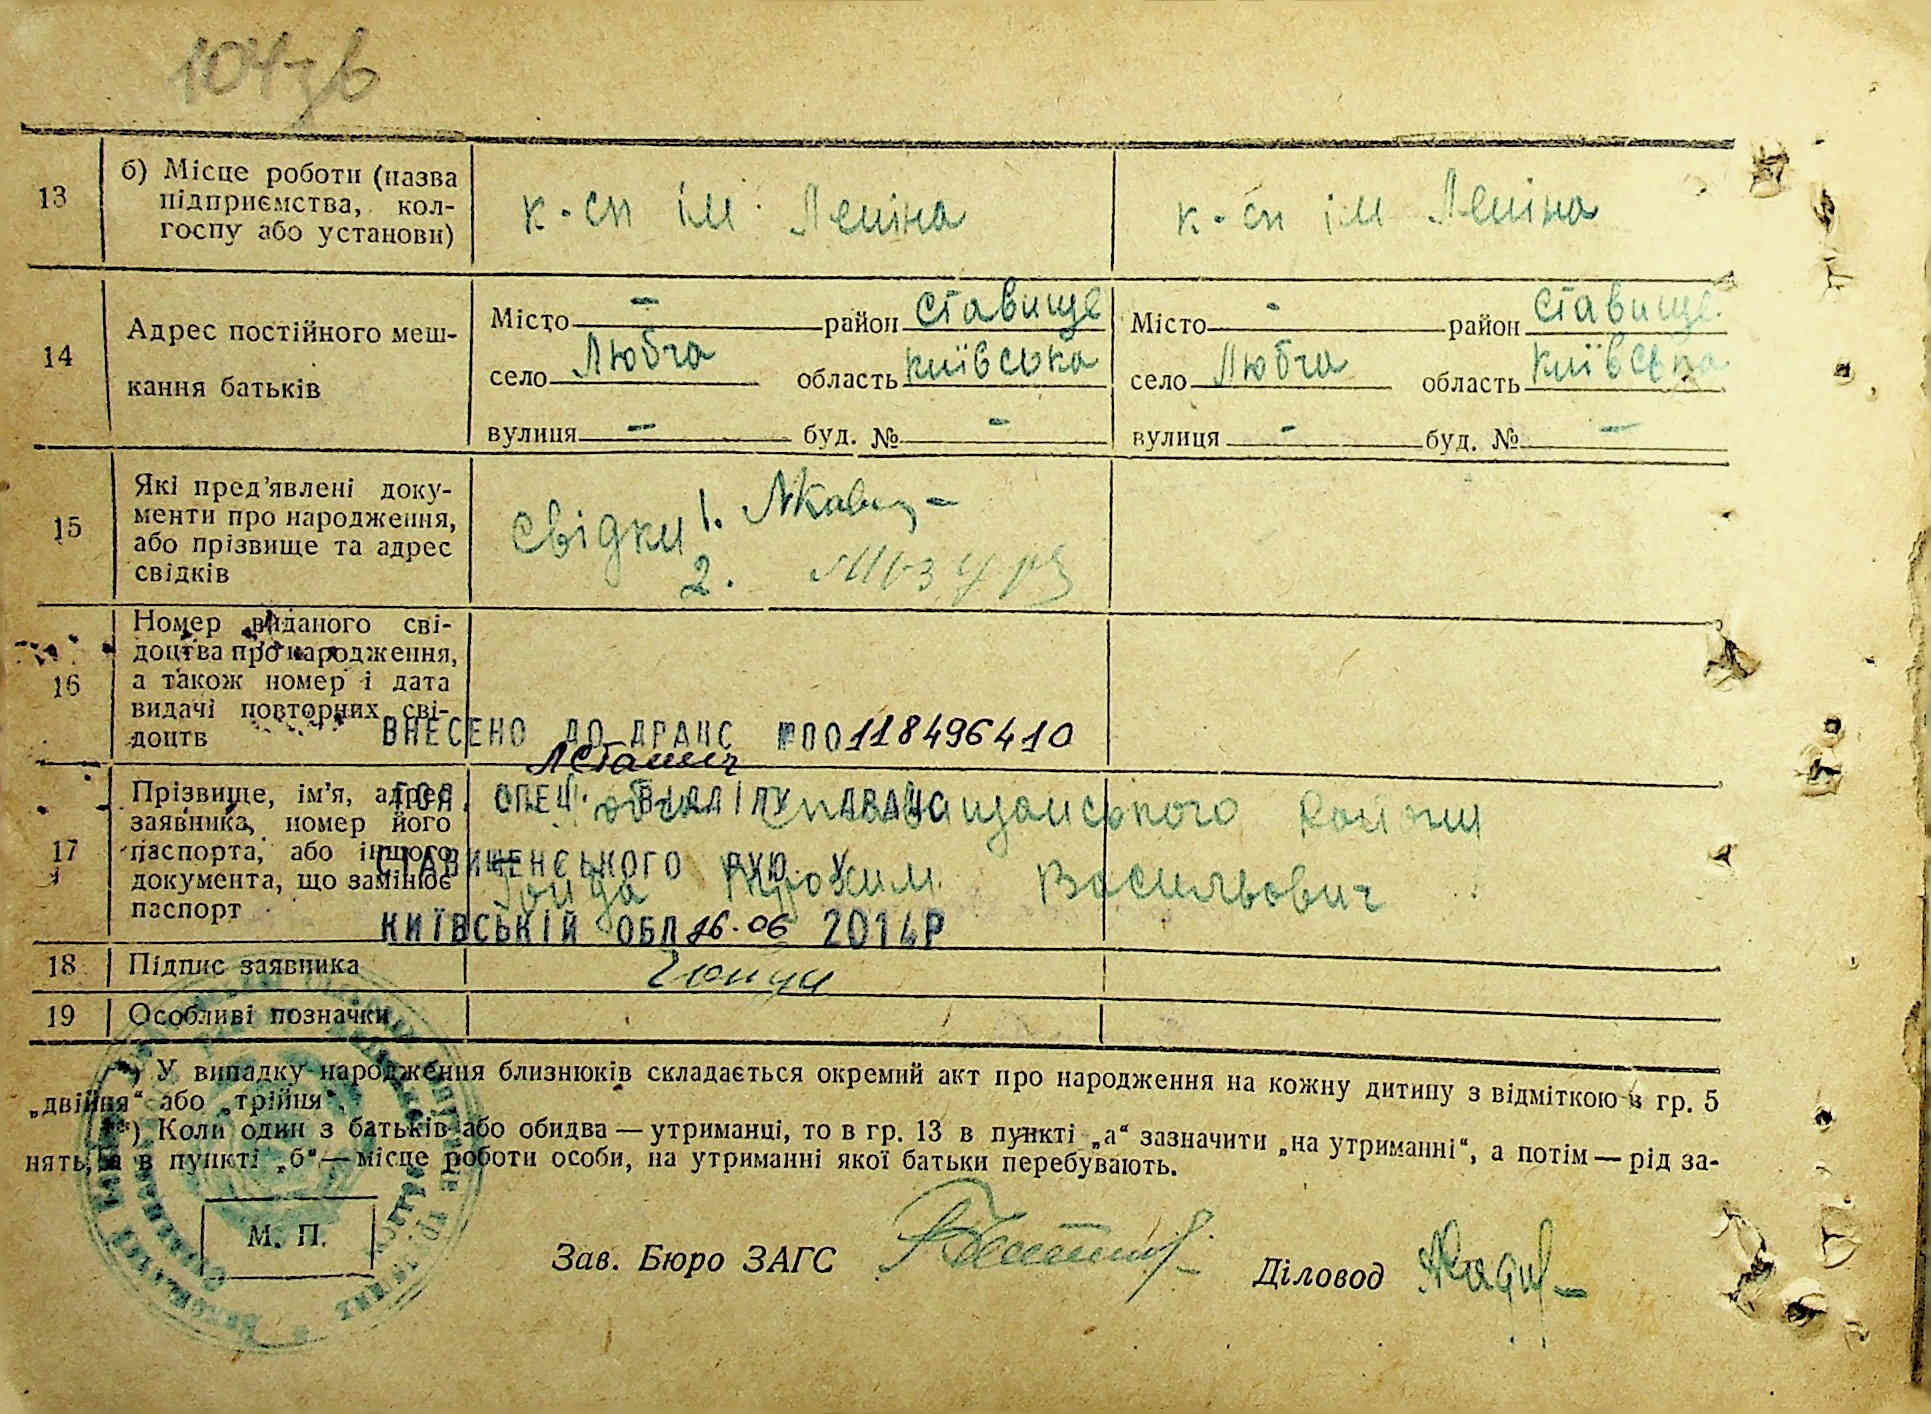 104зв
13
б) Місце роботи (назва
підприємства, кол-
госпу або установи)
к-сп ім. Леніна
к-сп ім Леніна
14
Адрес постійного меш-
кання батьків
Місто — район Ставище
село Любча область Київська
вулиця — буд. № —
Місто - район Ставище
село Любча область Київська
вулиця - буд. № —
15
Які пред'явлені доку-
менти про народження,
або прізвище та адрес
свідків
Свідки 1.
2.
16
Номер виданого сві-
доцтва про народження,
а також номер і дата
видачі повторних сві-
доцтв
ВНЕСЕНО ДО ДРАЦС №00118496410
17
Прізвище, ім'я, адрес
заявника, номер його
паспорта, або іншого
документа, що замінює
паспорт
СПЕЦ. ВІДДІЛУ ДРАЦС
СТАВИЩЕНСЬКОГО РУЮ У
КИЇВСЬКІЙ ОБЛ 16.06 2014Р
району
Трохим Васильович
18
Підпис заявника
19
Особливі позначки
*) У випадку народження близнюків складається окремий акт про народження на кожну дитину з відміткою в гр. 5
„двійня“ або „трійня“.
**) Коли один з батьків або обидва — утриманці, то в гр. 13 в пункті „а“ зазначити „на утриманні“, а потім — рід за-
нять, а в пункті „б“ — місце роботи особи, на утриманні якої батьки перебувають.
М. П.
Зав. Бюро ЗАГС
Діловод